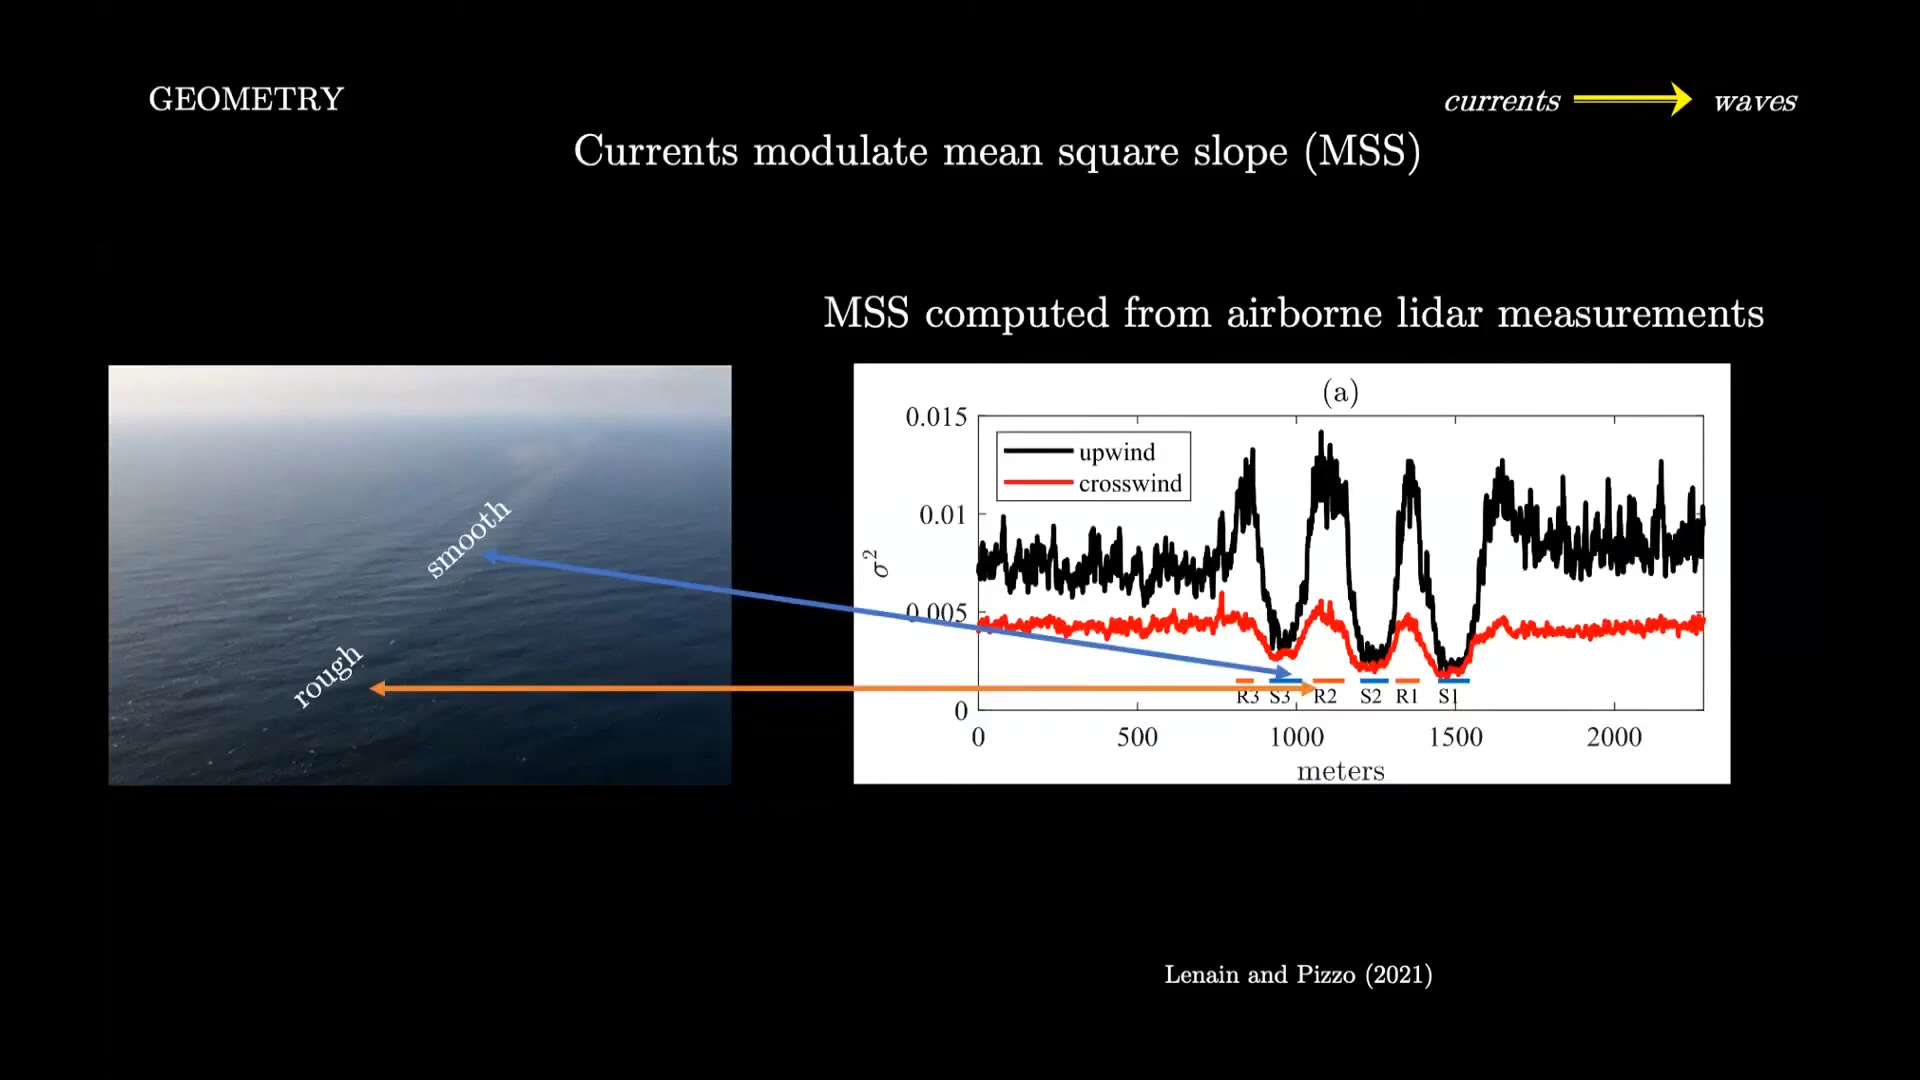 GEOMETRY
currents
waves
Currents modulate mean square slope (MSS)
MSS computed from airborne lidar measurements
smooth
rough
(a)
upwind
crosswind
σ²
0.015
0.01
0.005
0
R3 S3 R2 S2 R1 S1
0 500 1000 1500 2000
meters
Lenain and Pizzo (2021)